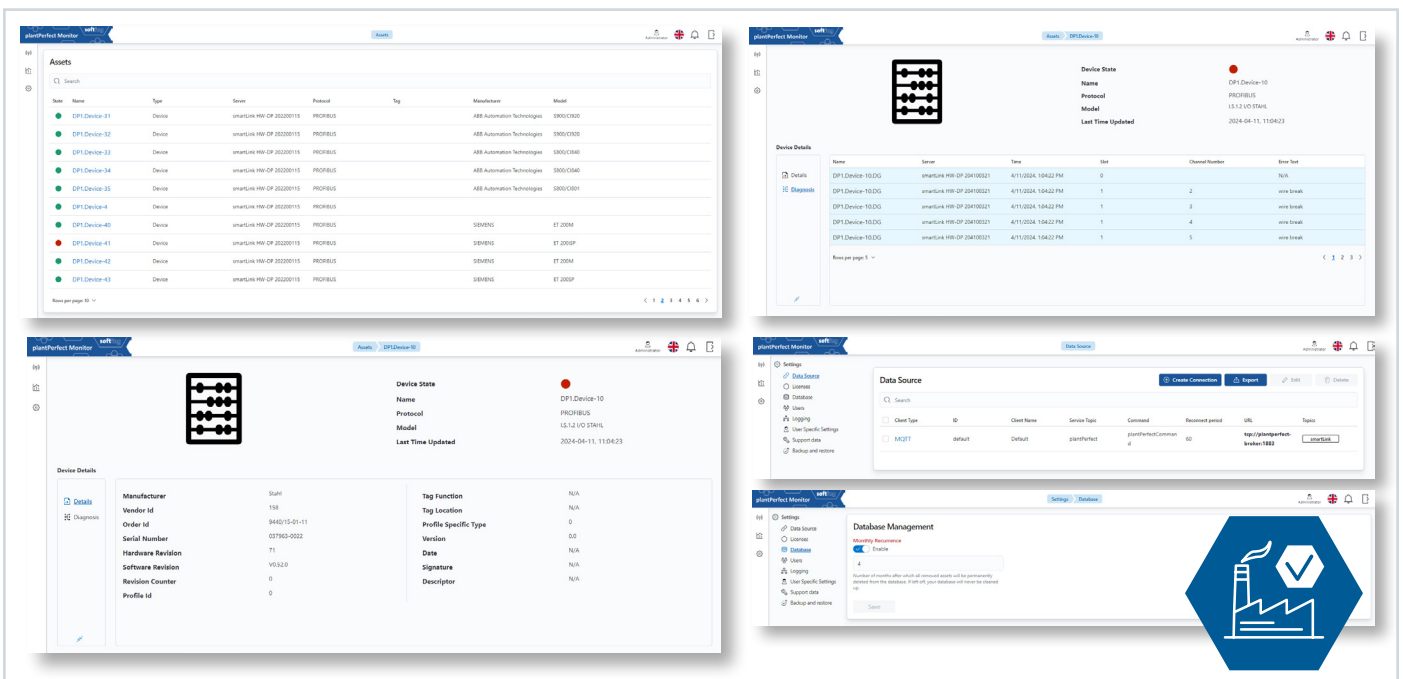 plantPerfect Monitor
softing
Assets
Administrator
Assets
Search
State Name Type Server Protocol Tag Manufacturer Model
DP1.Device-31 Device smartLink HW-DP 202200115 PROFIBUS ABB Automation Technologies S900/CI920
DP1.Device-32 Device smartLink HW-DP 202200115 PROFIBUS ABB Automation Technologies S900/CI920
DP1.Device-33 Device smartLink HW-DP 202200115 PROFIBUS ABB Automation Technologies S800/CI840
DP1.Device-34 Device smartLink HW-DP 202200115 PROFIBUS ABB Automation Technologies S800/CI840
DP1.Device-35 Device smartLink HW-DP 202200115 PROFIBUS ABB Automation Technologies S800/CI801
DP1.Device-4 Device smartLink HW-DP 202200115 PROFIBUS
DP1.Device-40 Device smartLink HW-DP 202200115 PROFIBUS SIEMENS ET 200M
DP1.Device-41 Device smartLink HW-DP 202200115 PROFIBUS SIEMENS ET 200iSP
DP1.Device-42 Device smartLink HW-DP 202200115 PROFIBUS SIEMENS ET 200M
DP1.Device-43 Device smartLink HW-DP 202200115 PROFIBUS SIEMENS ET 200SP
Rows per page: 10
1 2 3 4 5 6
plantPerfect Monitor
Assets DP1.Device-10
Administrator
Device State
Name DP1.Device-10
Protocol PROFIBUS
Model I.S.1.2 I/O STAHL
Last Time Updated 2024-04-11, 11:04:23
Device Details
Details
Diagnosis
Name Server Time Slot Channel Number Error Text
DP1.Device-10.DG smartLink HW-DP 204100321 4/11/2024, 1:04:22 PM 0 N/A
DP1.Device-10.DG smartLink HW-DP 204100321 4/11/2024, 1:04:22 PM 1 2 wire break
DP1.Device-10.DG smartLink HW-DP 204100321 4/11/2024, 1:04:22 PM 1 3 wire break
DP1.Device-10.DG smartLink HW-DP 204100321 4/11/2024, 1:04:22 PM 1 4 wire break
DP1.Device-10.DG smartLink HW-DP 204100321 4/11/2024, 1:04:22 PM 1 5 wire break
Rows per page: 5
1 2 3
plantPerfect Monitor
Assets DP1.Device-10
Administrator
Device State
Name DP1.Device-10
Protocol PROFIBUS
Model I.S.1.2 I/O STAHL
Last Time Updated 2024-04-11, 11:04:23
Device Details
Details
Diagnosis
Manufacturer Stahl Tag Function N/A
Vendor Id 158 Tag Location N/A
Order Id 9440/15-01-11 Profile Specific Type 0
Serial Number 037963-0022 Version 0.0
Hardware Revision 71 Date N/A
Software Revision V0.52.0 Signature N/A
Revision Counter 0 Descriptor N/A
Profile Id 0
plantPerfect Monitor
Data Source
Administrator
Settings
Data Source
Licenses
Database
Users
Logging
User Specific Settings
Support data
Backup and restore
Data Source
Create Connection Export Edit Delete
Search
Client Type ID Client Name Service Topic Command Reconnect period URL Topics
MQTT default Default plantPerfect plantPerfectComman
d 60 tcp://plantperfect-
broker:1883 smartLink
plantPerfect Monitor
Settings Database
Administrator
Settings
Data Source
Licenses
Database
Users
Logging
User Specific Settings
Support data
Backup and restore
Database Management
Monthly Recurrence
Enable
4
Number of months after which all removed assets will be permanently
deleted from the database. If left off, your database will never be cleaned
up.
Save